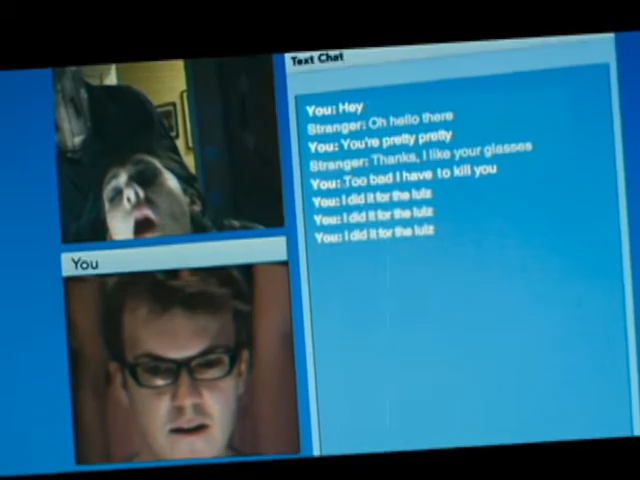 Text Chat
You: Hey
Stranger: Oh hello there
You: You're pretty pretty
Stranger: Thanks, I like your glasses
You: Too bad I have to kill you
You: I did it for the lulz
You: I did it for the lulz
You: I did it for the lulz
You